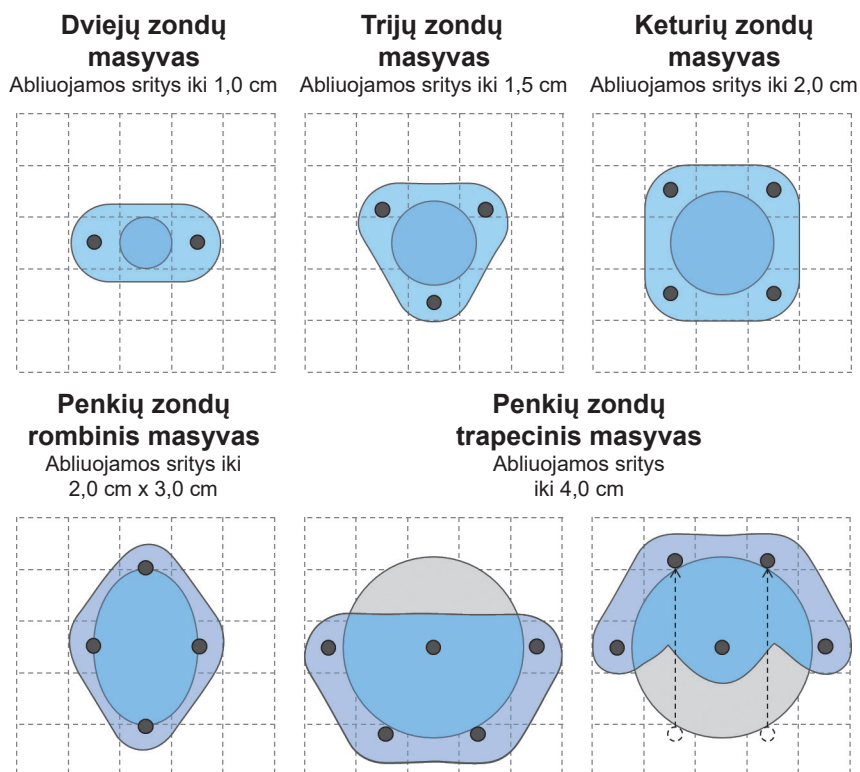 Dviejų zondų
masyvas
Abliuojamos sritys iki 1,0 cm
Trijų zondų
masyvas
Abliuojamos sritys iki 1,5 cm
Keturių zondų
masyvas
Abliuojamos sritys iki 2,0 cm
Penkių zondų
rombinis masyvas
Abliuojamos sritys iki
2,0 cm x 3,0 cm
Penkių zondų
trapecinis masyvas
Abliuojamos sritys
iki 4,0 cm